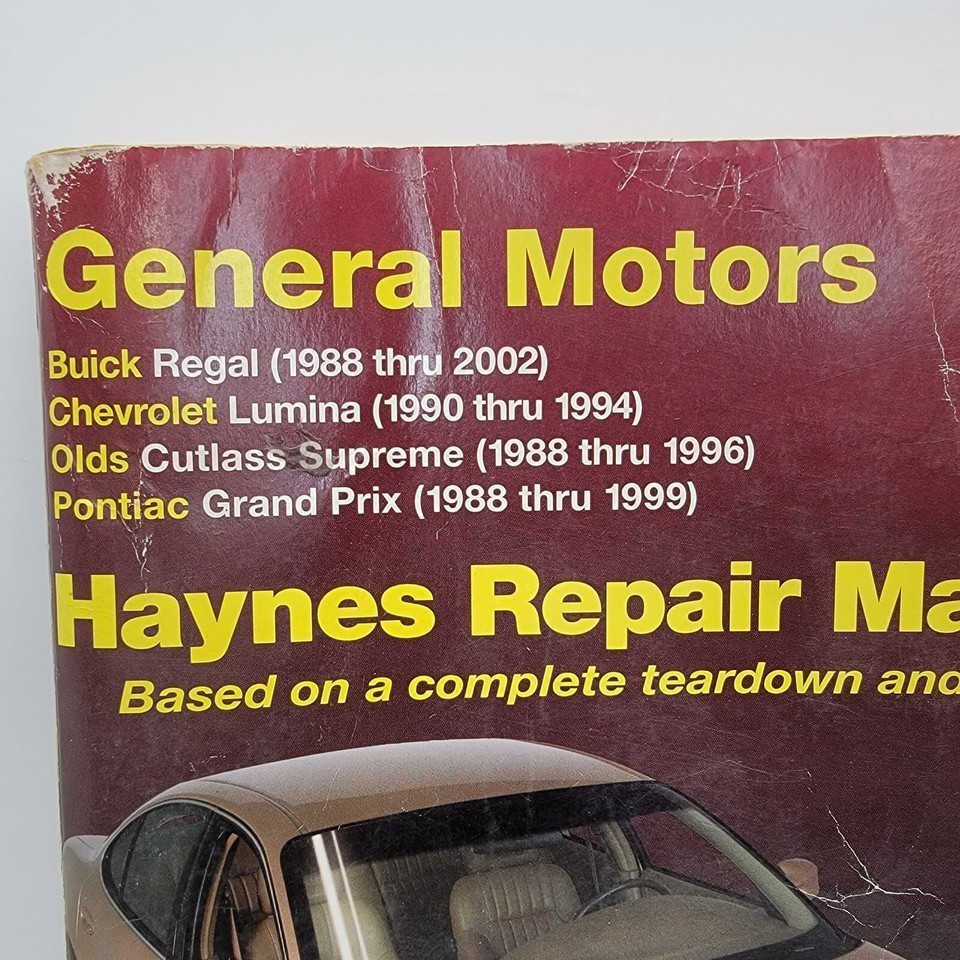 General Motors
Buick Regal (1988 thru 2002)
Chevrolet Lumina (1990 thru 1994)
Olds Cutlass Supreme (1988 thru 1996)
Pontiac Grand Prix (1988 thru 1999)
Haynes Repair Ma
Based on a complete teardown and